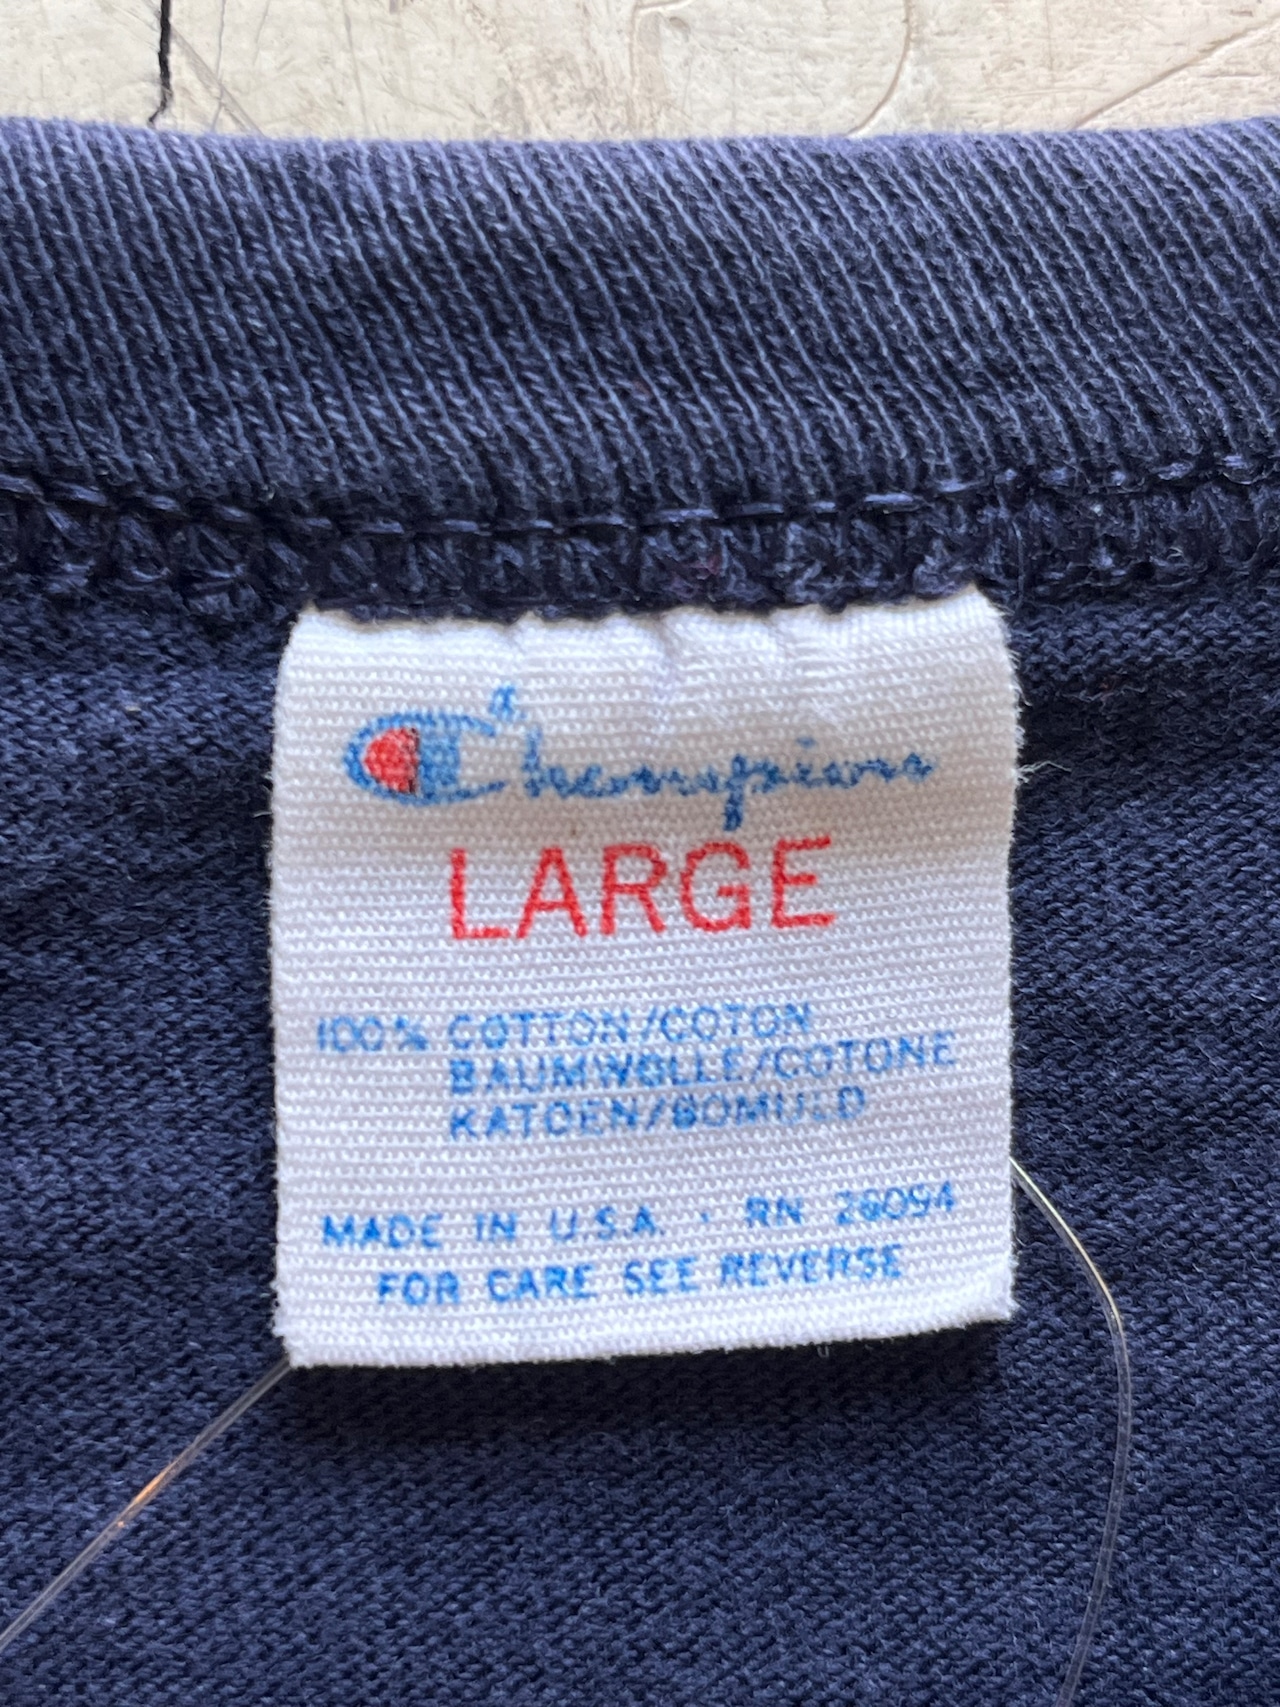 Champion
LARGE
100% COTTON/COTON
BAUMWOLLE/COTONE
KATOEN/BOMULD
MADE IN U.S.A. · RN 26094
FOR CARE SEE REVERSE